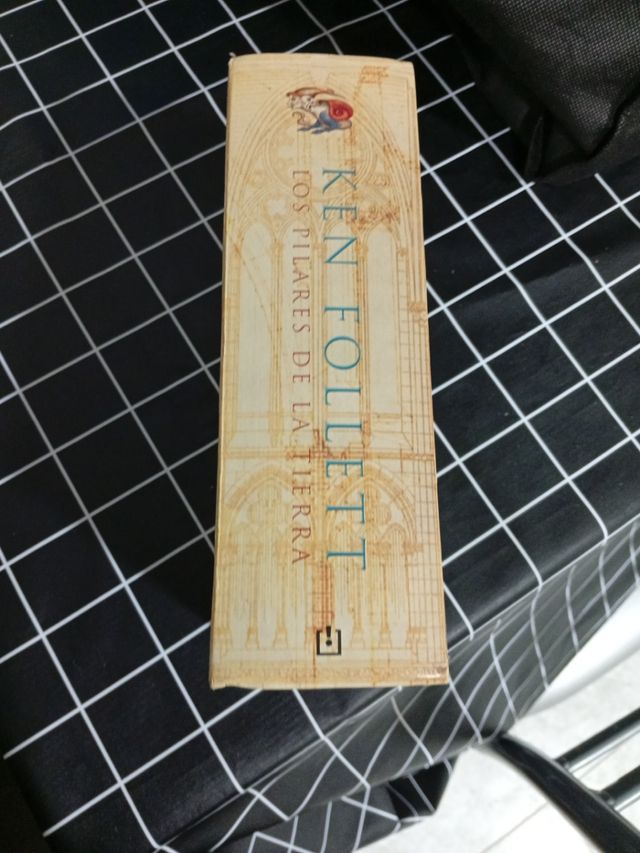 KEN FOLLETT
LOS PILARES DE LA TIERRA